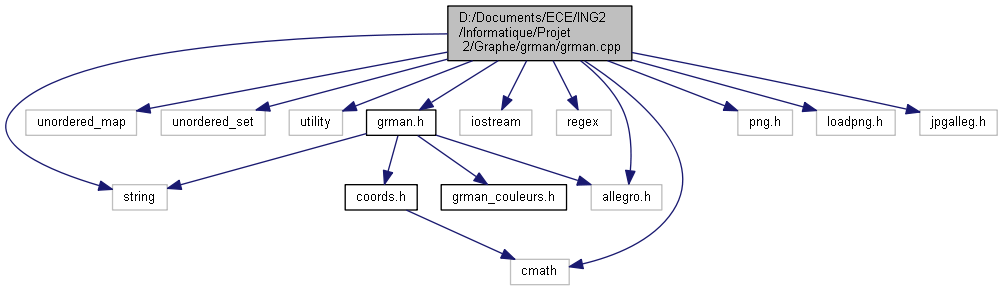 D:/Documents/ECE/ING2
/Informatique/Projet
2/Graphe/grman/grman.cpp
unordered_map
unordered_set
utility
grman.h
iostream
regex
png.h
loadpng.h
jpgalleg.h
string
coords.h
grman_couleurs.h
allegro.h
cmath